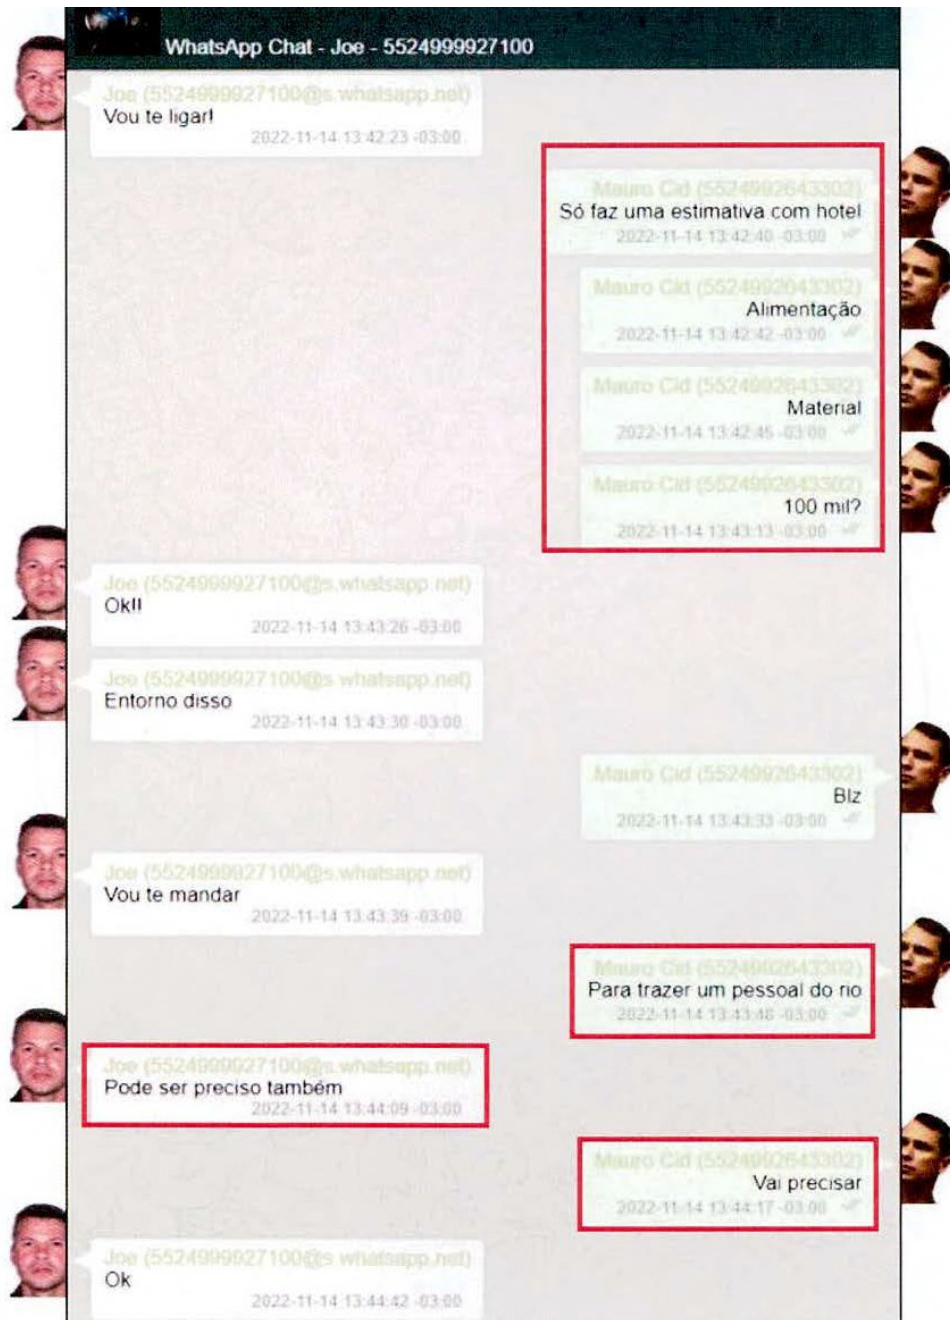 WhatsApp Chat - Joe - 5524999927100
Joe (5524999927100@s.whatsapp.net)
Vou te ligar!
2022-11-14 13:42:23 -03:00
Mauro Cid (5524992643302)
Só faz uma estimativa com hotel
2022-11-14 13:42:40 -03:00
Mauro Cid (5524992643302)
Alimentação
2022-11-14 13:42:42 -03:00
Mauro Cid (5524992643302)
Material
2022-11-14 13:42:45 -03:00
Mauro Cid (5524992643302)
100 mil?
2022-11-14 13:43:13 -03:00
Joe (5524999927100@s.whatsapp.net)
Ok!!
2022-11-14 13:43:26 -03:00
Joe (5524999927100@s.whatsapp.net)
Entorno disso
2022-11-14 13:43:30 -03:00
Mauro Cid (5524992643302)
Blz
2022-11-14 13:43:33 -03:00
Joe (5524999927100@s.whatsapp.net)
Vou te mandar
2022-11-14 13:43:39 -03:00
Mauro Cid (5524992643302)
Para trazer um pessoal do rio
2022-11-14 13:43:46 -03:00
Joe (5524999927100@s.whatsapp.net)
Pode ser preciso também
2022-11-14 13:44:09 -03:00
Mauro Cid (5524992643302)
Vai precisar
2022-11-14 13:44:17 -03:00
Joe (5524999927100@s.whatsapp.net)
Ok
2022-11-14 13:44:42 -03:00